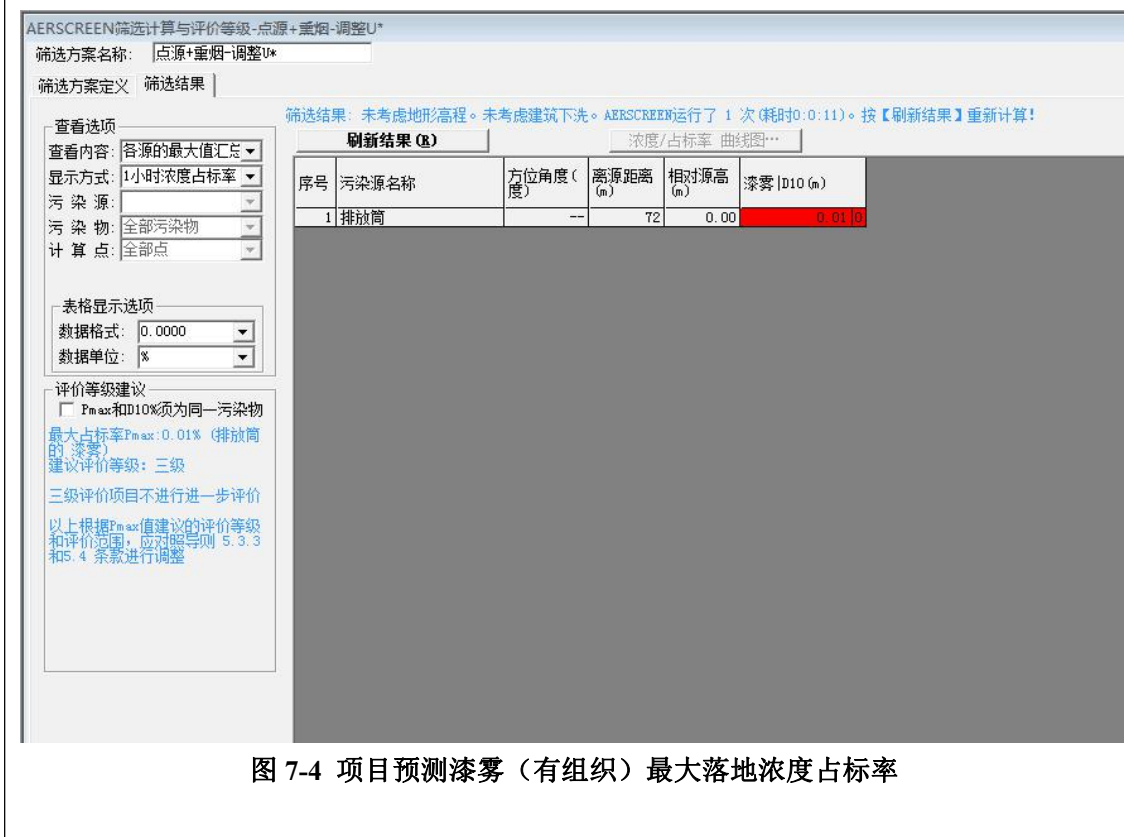 AERSCREEN筛选计算与评价等级-点源+重烟-调整U*
筛选方案名称: 点源+重烟-调整U*
筛选方案定义 筛选结果
筛选结果：未考虑地形高程。未考虑建筑下洗。AERSCREEN运行了 1 次(耗时0:0:11)。按【刷新结果】重新计算!
查看选项
查看内容: 各源的最大值汇总
显示方式: 1小时浓度占标率
污 染 源:
污 染 物: 全部污染物
计 算 点: 全部点
表格显示选项
数据格式: 0.0000
数据单位: %
评价等级建议
Pmax和D10%须为同一污染物
最大占标率Pmax:0.01% (排放筒
的 漆雾)
建议评价等级：三级
三级评价项目不进行进一步评价
以上根据Pmax值建议的评价等级
和评价范围，应对照导则 5.3.3
和5.4 条款进行调整
刷新结果(R) 浓度/占标率 曲线图…
序号 污染源名称 方位角度(度) 离源距离(m) 相对源高(m) 漆雾|D10(m)
1 排放筒 -- 72 0.00 0.01|0
图 7-4 项目预测漆雾（有组织）最大落地浓度占标率